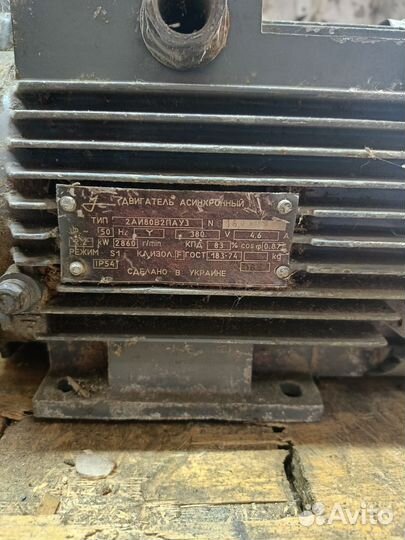 ДВИГАТЕЛЬ АСИНХРОННЫЙ
ТИП 2АИ80В2ПАУ3 N
~ 50 Hz Y 380 V 4,6
kW 2860 r/min КПД 83 % cosφ 0,87
РЕЖИМ S1 КЛ.ИЗОЛ. F ГОСТ 183-74 kg
IP54 СДЕЛАНО В УКРАИНЕ
Avito